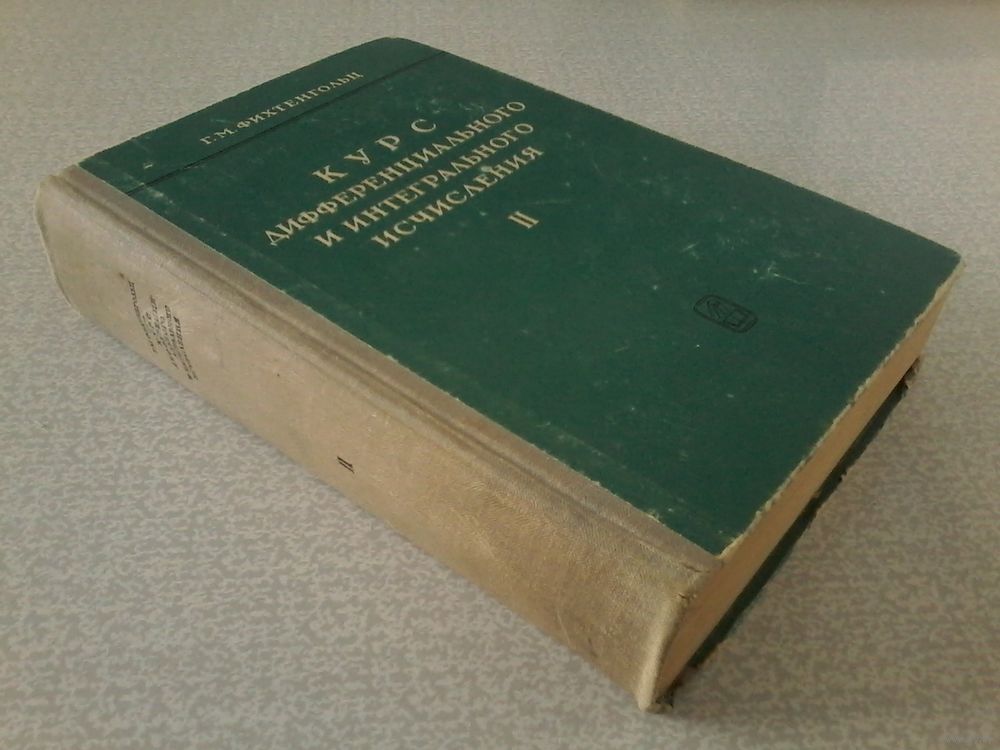 Г. М. ФИХТЕНГОЛЬЦ
КУРС
ДИФФЕРЕНЦИАЛЬНОГО
И ИНТЕГРАЛЬНОГО
ИСЧИСЛЕНИЯ
II
II